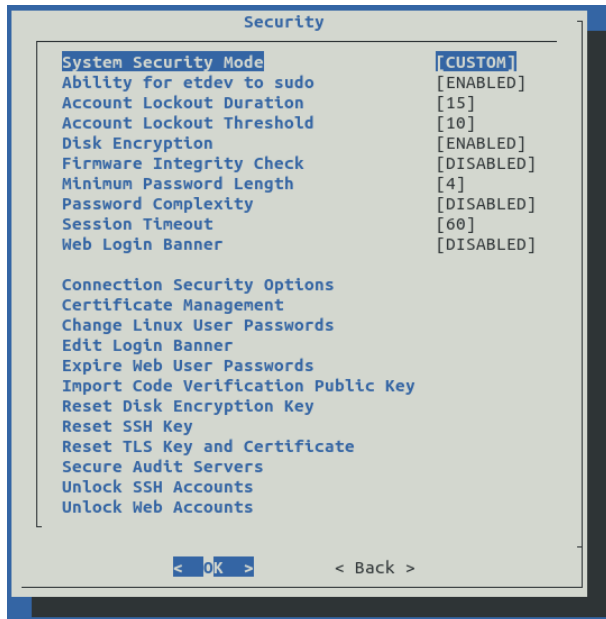 Security
System Security Mode [CUSTOM]
Ability for etdev to sudo [ENABLED]
Account Lockout Duration [15]
Account Lockout Threshold [10]
Disk Encryption [ENABLED]
Firmware Integrity Check [DISABLED]
Minimum Password Length [4]
Password Complexity [DISABLED]
Session Timeout [60]
Web Login Banner [DISABLED]
Connection Security Options
Certificate Management
Change Linux User Passwords
Edit Login Banner
Expire Web User Passwords
Import Code Verification Public Key
Reset Disk Encryption Key
Reset SSH Key
Reset TLS Key and Certificate
Secure Audit Servers
Unlock SSH Accounts
Unlock Web Accounts
< OK > < Back >